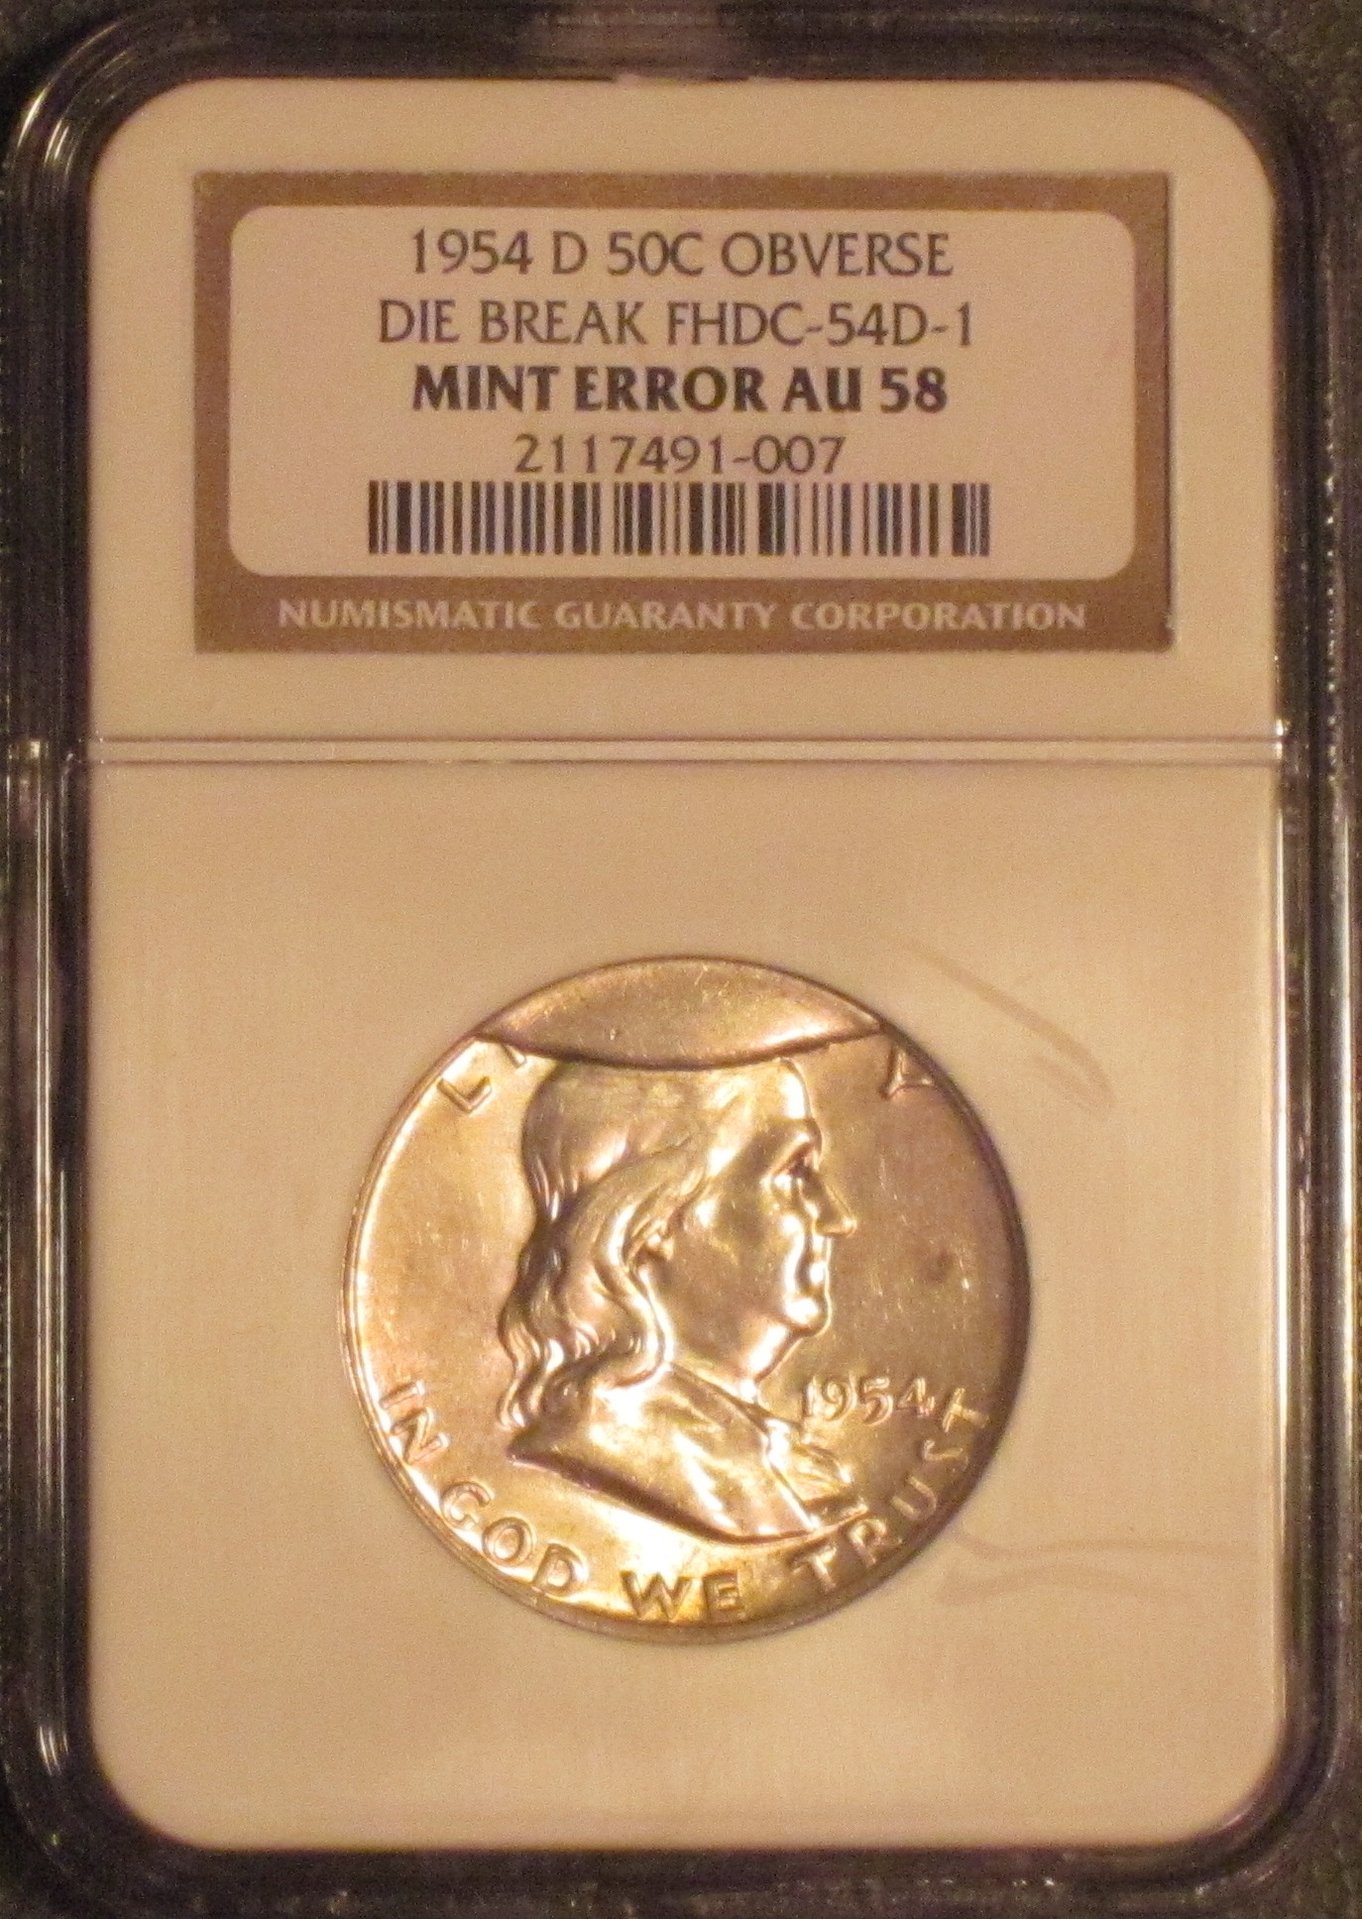 1954 D 50C OBVERSE
DIE BREAK FHDC-54D-1
MINT ERROR AU 58
2117491-007
NUMISMATIC GUARANTY CORPORATION
LI Y
1954
IN GOD WE TRUST